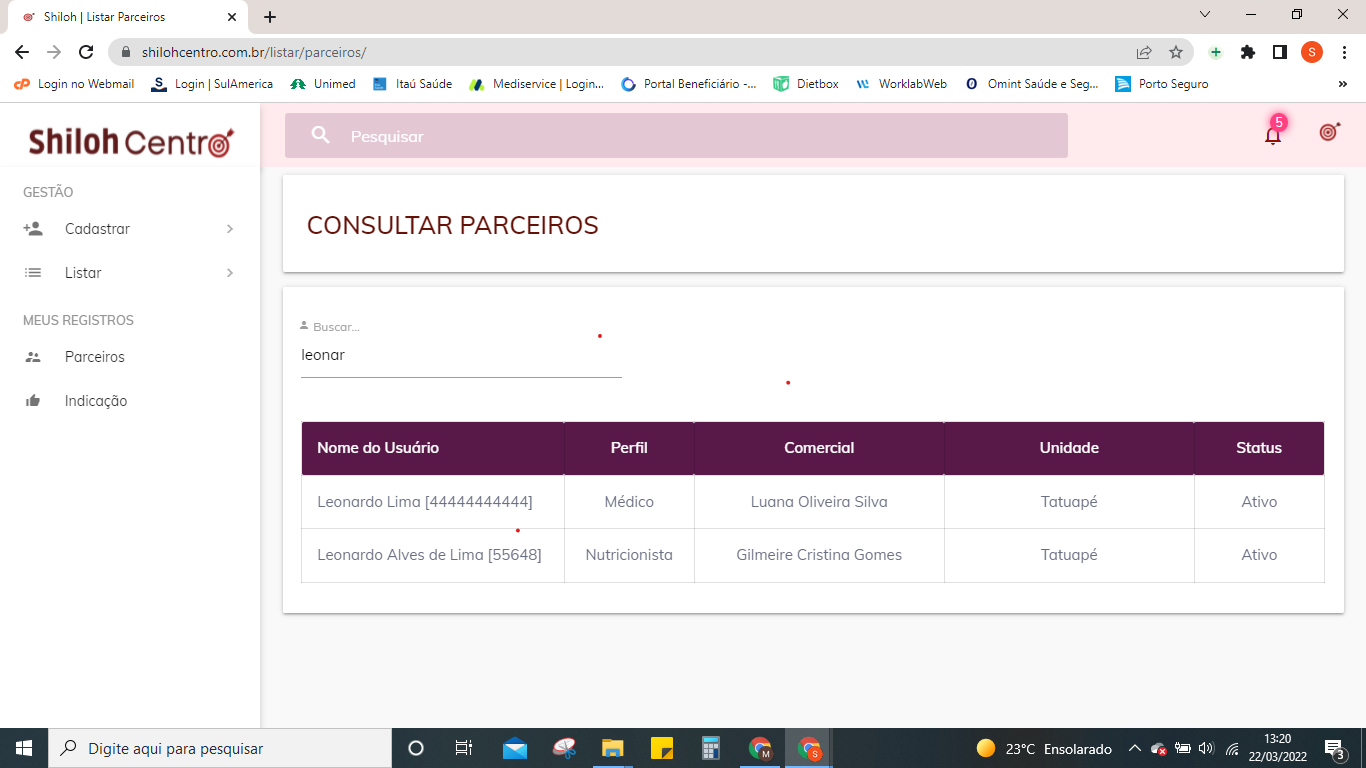 Shiloh | Listar Parceiros
shilohcentro.com.br/listar/parceiros/
S
Login no Webmail
Login | SulAmerica
Unimed
Itaú Saúde
Mediservice | Login...
Portal Beneficiário -...
Dietbox
WorklabWeb
Omint Saúde e Seg...
Porto Seguro
»
Shiloh Centro
Pesquisar
5
GESTÃO
Cadastrar
Listar
MEUS REGISTROS
Parceiros
Indicação
CONSULTAR PARCEIROS
Buscar...
leonar
Nome do Usuário Perfil Comercial Unidade Status
Leonardo Lima [44444444444] Médico Luana Oliveira Silva Tatuapé Ativo
Leonardo Alves de Lima [55648] Nutricionista Gilmeire Cristina Gomes Tatuapé Ativo
Digite aqui para pesquisar
M
S
23°C Ensolarado
13:20
22/03/2022
3